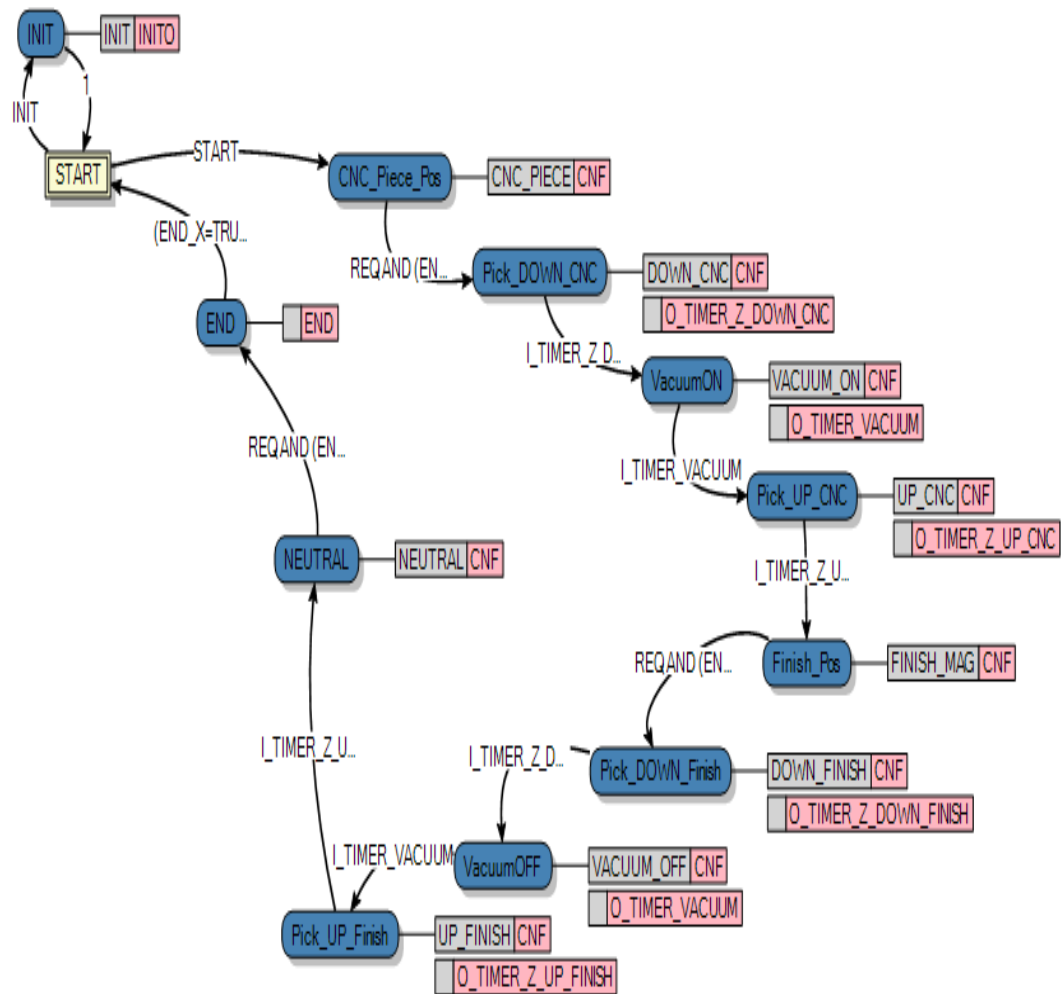 INIT
INIT INITO
1
INIT
START
START
CNC_Piece_Pos
CNC_PIECE CNF
(END_X=TRU...
REQAND (EN...
Pick_DOWN_CNC
DOWN_CNC CNF
O_TIMER_Z_DOWN_CNC
END
END
I_TIMER_Z_D...
VacuumON
VACUUM_ON CNF
O_TIMER_VACUUM
REQAND (EN...
I_TIMER_VACUUM
Pick_UP_CNC
UP_CNC CNF
O_TIMER_Z_UP_CNC
NEUTRAL
NEUTRAL CNF
I_TIMER_Z_U...
REQAND (EN...
Finish_Pos
FINISH_MAG CNF
I_TIMER_Z_U...
I_TIMER_Z_D...
Pick_DOWN_Finish
DOWN_FINISH CNF
O_TIMER_Z_DOWN_FINISH
I_TIMER_VACUUM
VacuumOFF
VACUUM_OFF CNF
O_TIMER_VACUUM
Pick_UP_Finish
UP_FINISH CNF
O_TIMER_Z_UP_FINISH